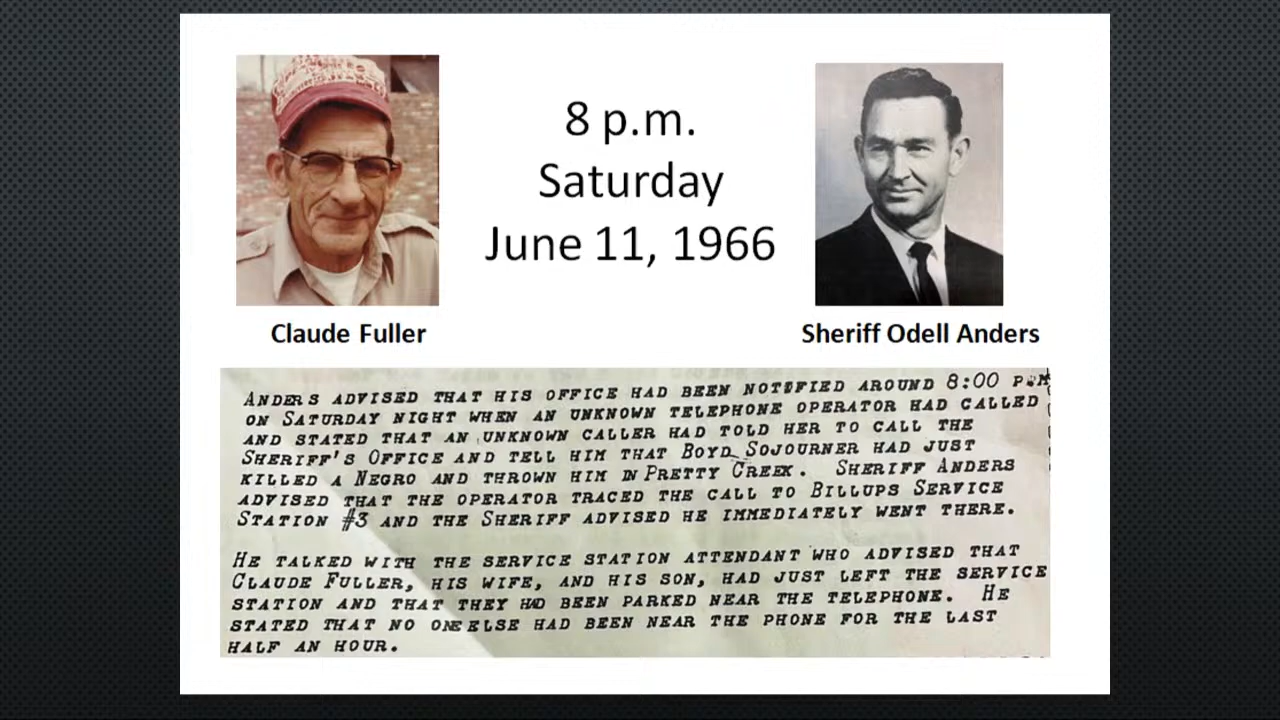 8 p.m.
Saturday
June 11, 1966
Claude Fuller
Sheriff Odell Anders
ANDERS ADVISED THAT HIS OFFICE HAD BEEN NOTIFIED AROUND 8:00 P.M
ON SATURDAY NIGHT WHEN AN UNKNOWN TELEPHONE OPERATOR HAD CALLED
AND STATED THAT AN UNKNOWN CALLER HAD TOLD HER TO CALL THE
SHERIFF'S OFFICE AND TELL HIM THAT BOYD SOJOURNER HAD JUST
KILLED A NEGRO AND THROWN HIM IN PRETTY CREEK. SHERIFF ANDERS
ADVISED THAT THE OPERATOR TRACED THE CALL TO BILLUPS SERVICE
STATION #3 AND THE SHERIFF ADVISED HE IMMEDIATELY WENT THERE.
HE TALKED WITH THE SERVICE STATION ATTENDANT WHO ADVISED THAT
CLAUDE FULLER, HIS WIFE, AND HIS SON, HAD JUST LEFT THE SERVICE
STATION AND THAT THEY HAD BEEN PARKED NEAR THE TELEPHONE. HE
STATED THAT NO ONE ELSE HAD BEEN NEAR THE PHONE FOR THE LAST
HALF AN HOUR.